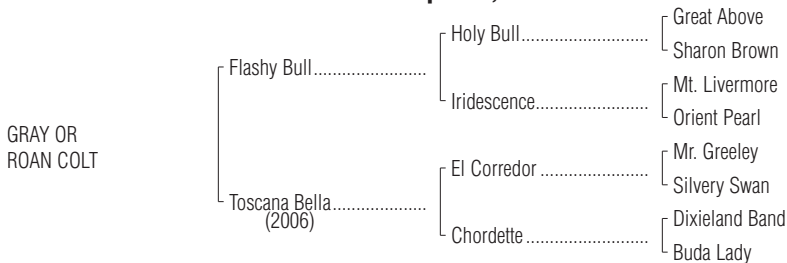 Great Above
Holy Bull
Sharon Brown
Flashy Bull
Mt. Livermore
Iridescence
Orient Pearl
GRAY OR
ROAN COLT
Mr. Greeley
El Corredor
Silvery Swan
Toscana Bella
(2006)
Dixieland Band
Chordette
Buda Lady